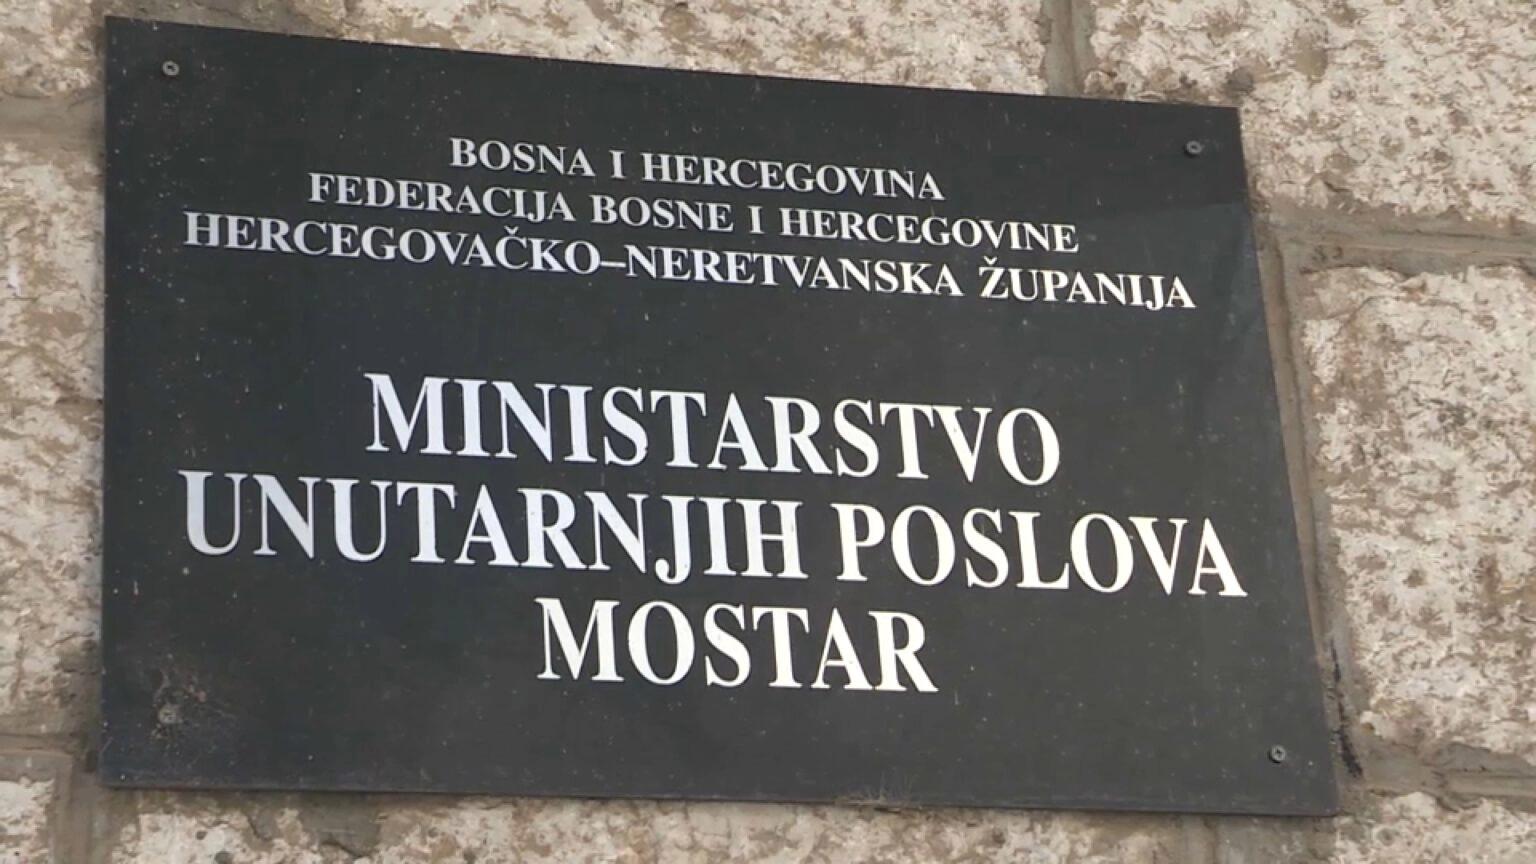 BOSNA I HERCEGOVINA
FEDERACIJA BOSNE I HERCEGOVINE
HERCEGOVAČKO–NERETVANSKA ŽUPANIJA
MINISTARSTVO
UNUTARNJIH POSLOVA
MOSTAR